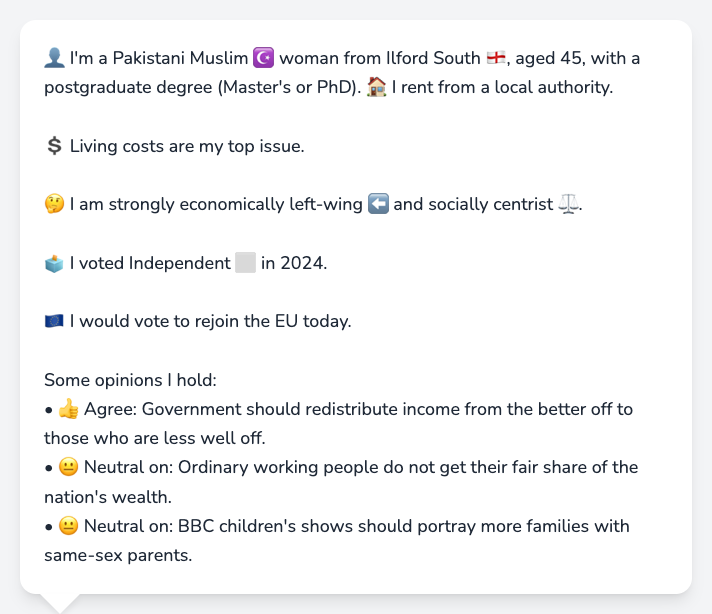 👤 I'm a Pakistani Muslim ☪️ woman from Ilford South 🏴󠁧󠁢󠁥󠁮󠁧󠁿, aged 45, with a
postgraduate degree (Master's or PhD). 🏠 I rent from a local authority.
💲 Living costs are my top issue.
🤔 I am strongly economically left-wing ⬅️ and socially centrist ⚖️.
🗳️ I voted Independent ⬜ in 2024.
🇪🇺 I would vote to rejoin the EU today.
Some opinions I hold:
• 👍 Agree: Government should redistribute income from the better off to
those who are less well off.
• 😐 Neutral on: Ordinary working people do not get their fair share of the
nation's wealth.
• 😐 Neutral on: BBC children's shows should portray more families with
same-sex parents.